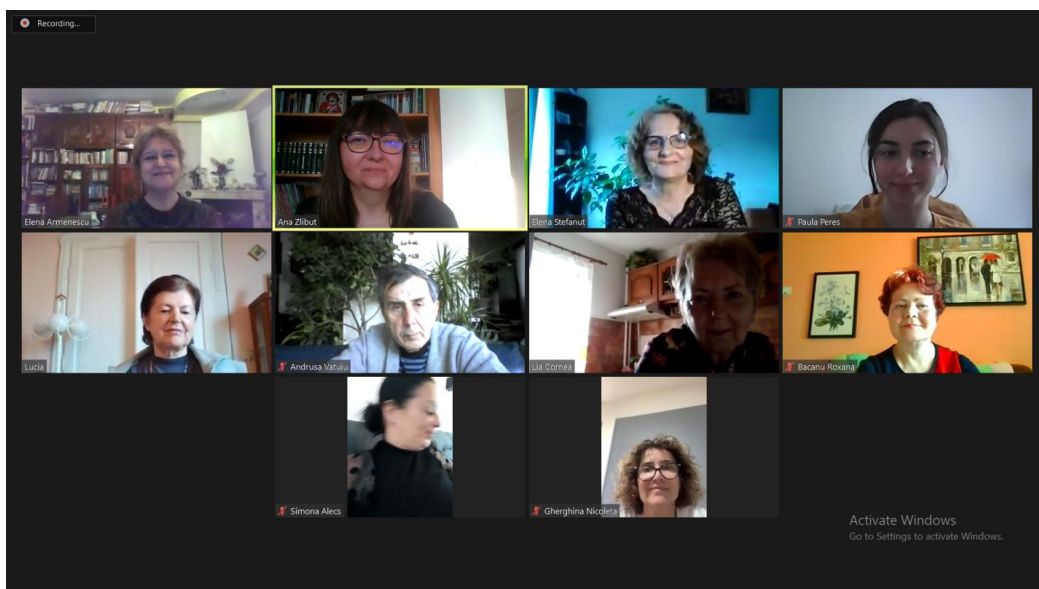 Recording...
Elena Armenescu
Ana Zlibut
Elena Stefanut
Paula Peres
Lucia
Andrusa Vatuiu
Lia Cornea
Bacanu Roxana
Simona Alecs
Gherghina Nicoleta
Activate Windows
Go to Settings to activate Windows.